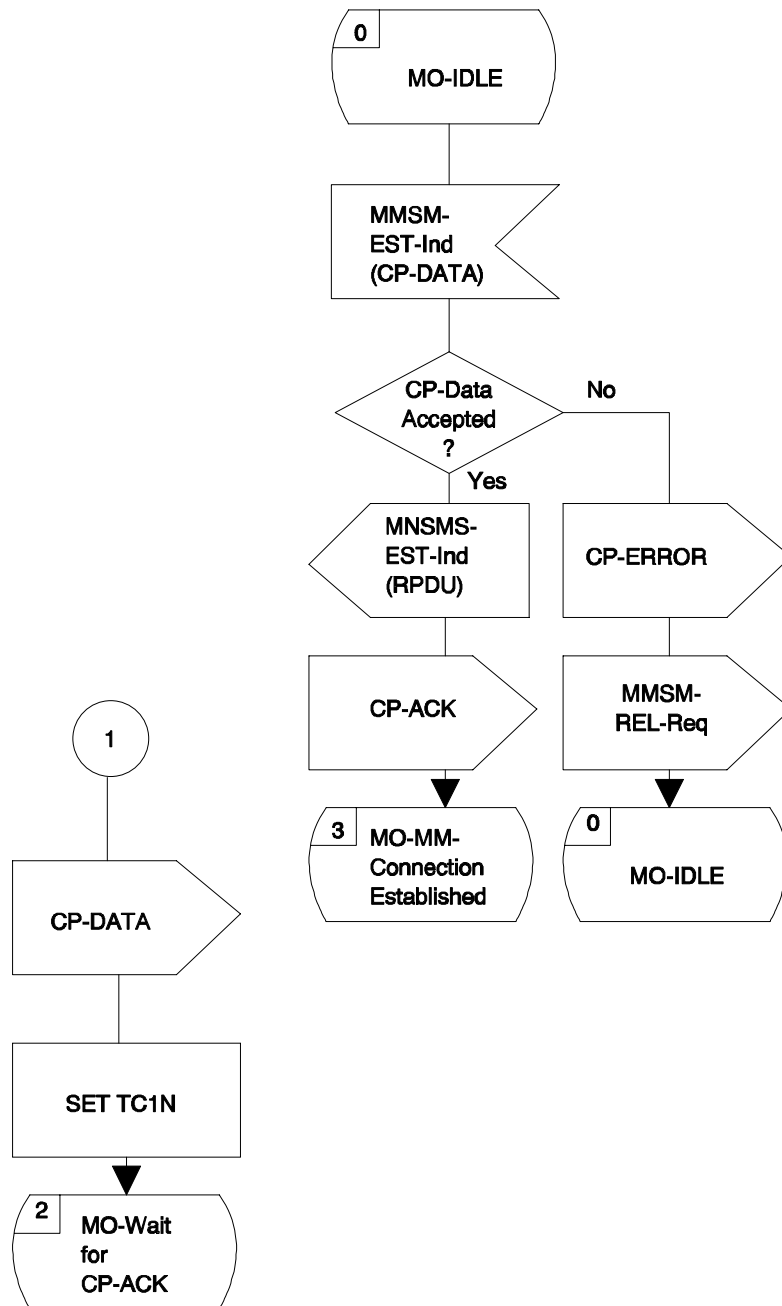 0
MO-IDLE
MMSM-
EST-Ind
(CP-DATA)
CP-Data
Accepted
?
No
Yes
MNSMS-
EST-Ind
(RPDU)
CP-ERROR
CP-ACK
MMSM-
REL-Req
3
MO-MM-
Connection
Established
0
MO-IDLE
1
CP-DATA
SET TC1N
2
MO-Wait
for
CP-ACK